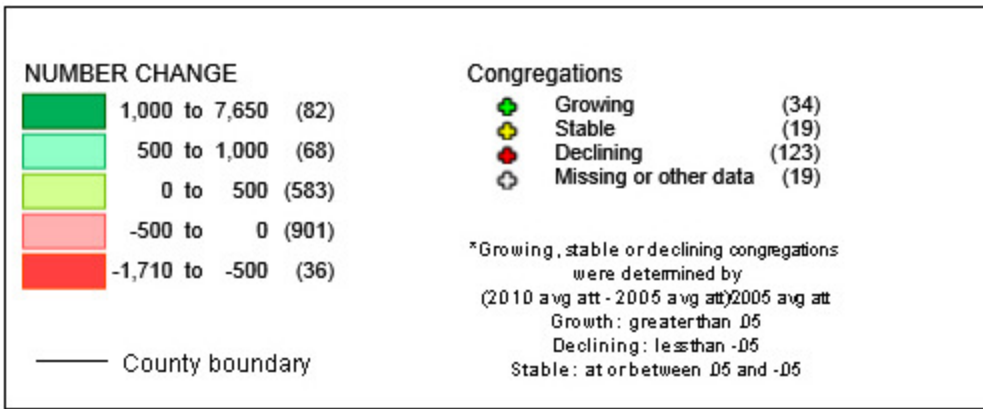 NUMBER CHANGE
1,000 to 7,650 (82)
500 to 1,000 (68)
0 to 500 (583)
-500 to 0 (901)
-1,710 to -500 (36)
County boundary
Congregations
Growing (34)
Stable (19)
Declining (123)
Missing or other data (19)
*Growing, stable or declining congregations
were determined by
(2010 avg att - 2005 avg att)/2005 avg att
Growth: greater than .05
Declining: less than -.05
Stable: at or between .05 and -.05